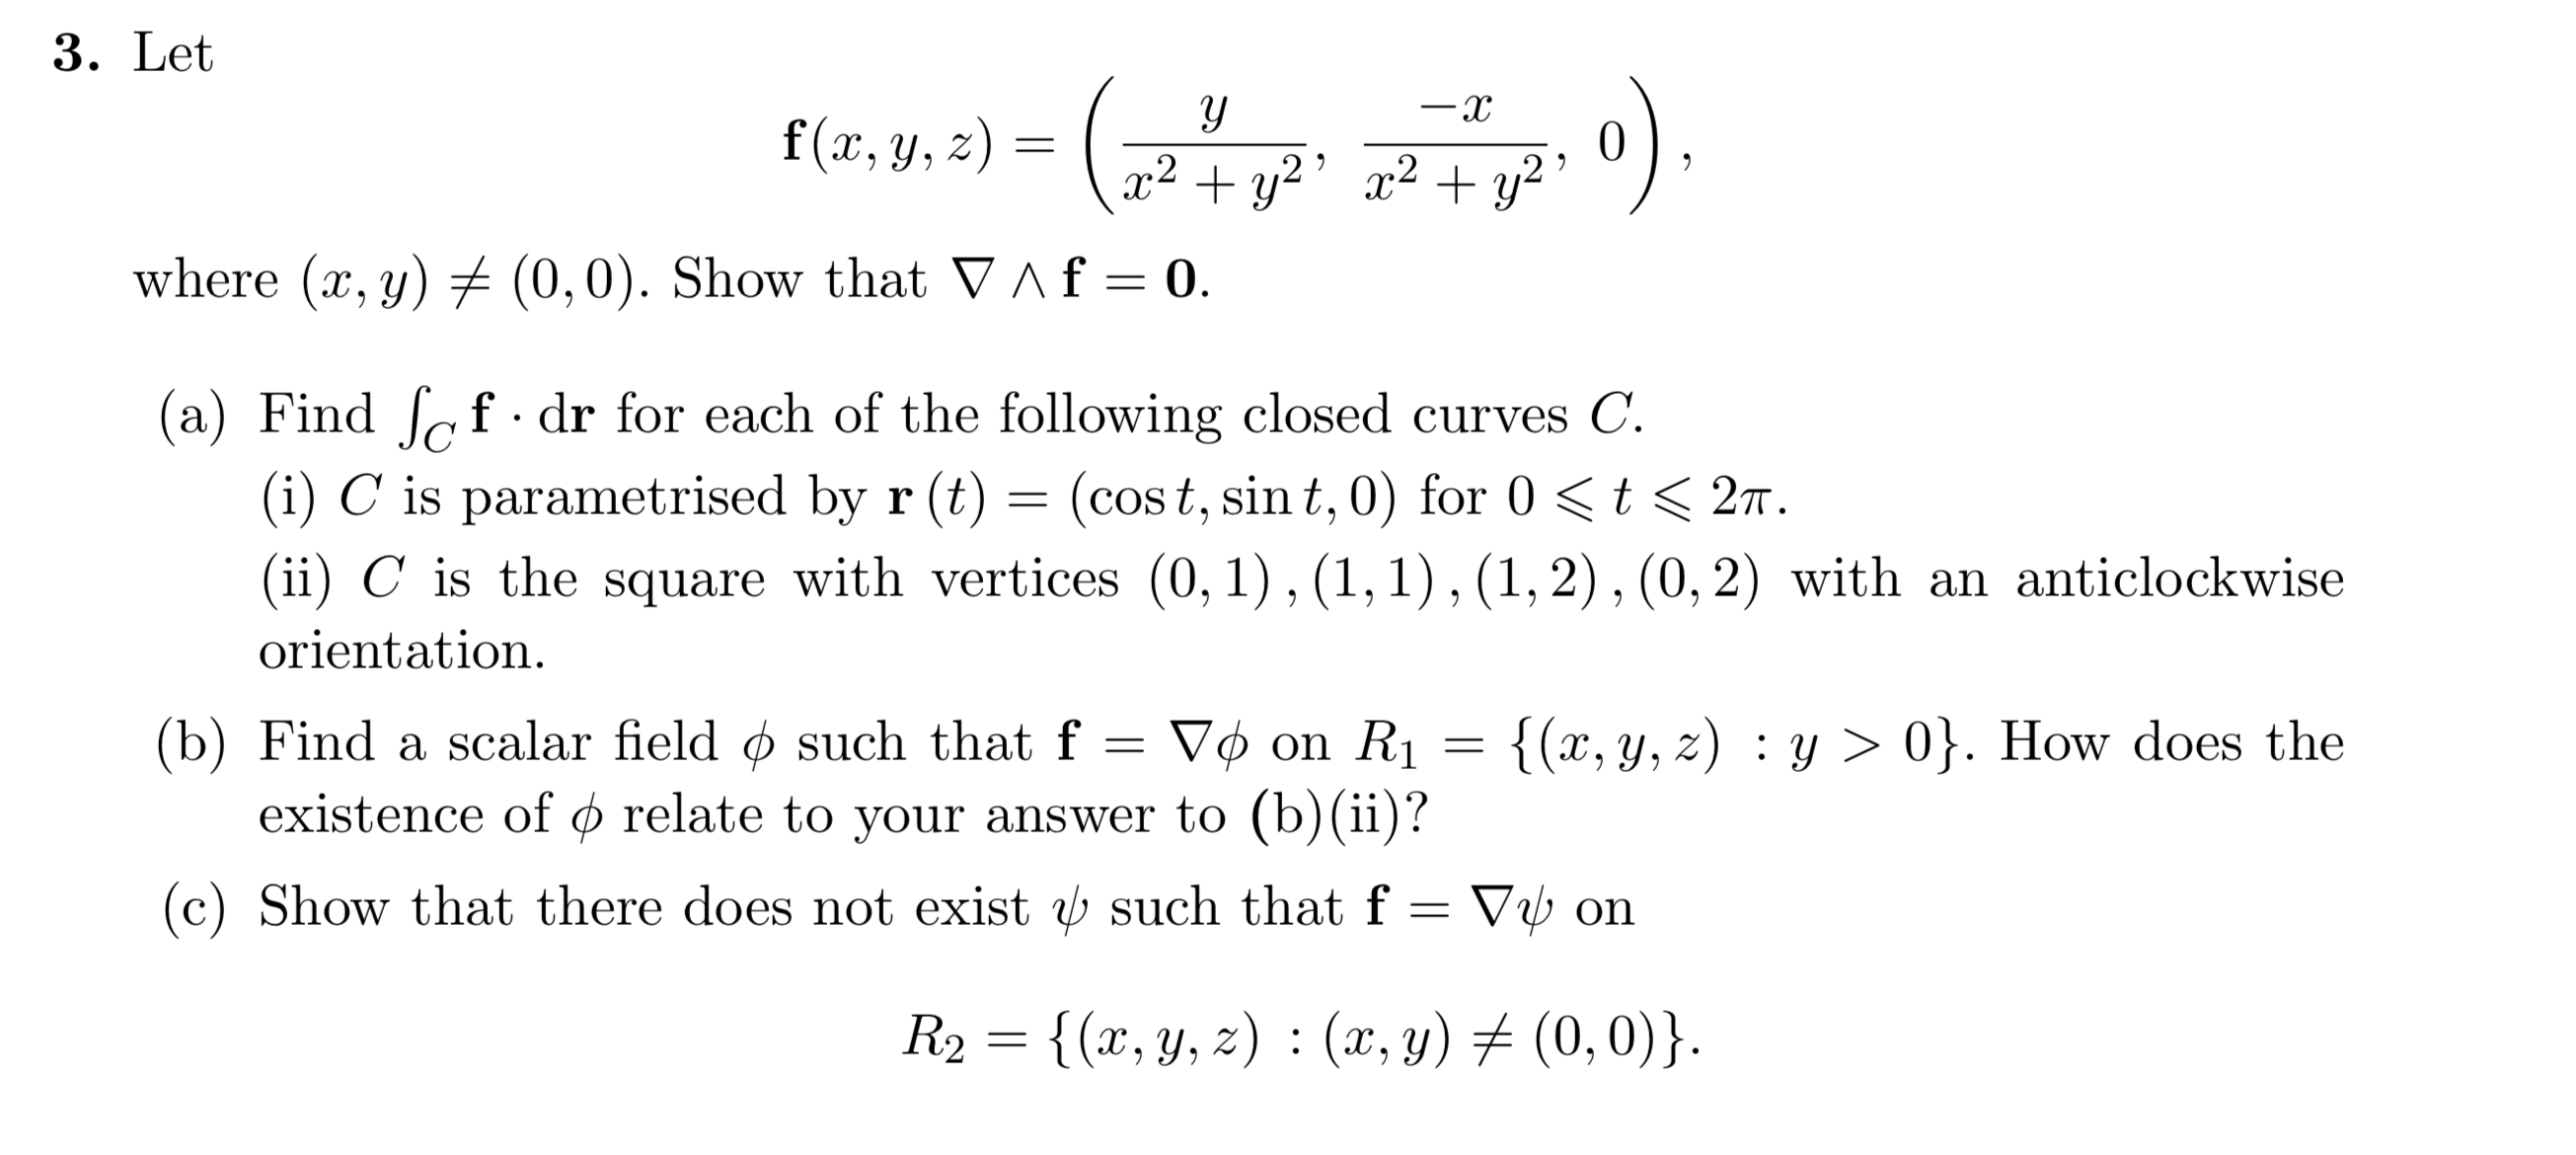 3. Let
f(x, y, z) = ( y / (x² + y²), −x / (x² + y²), 0 ),
where (x, y) ≠ (0, 0). Show that ∇ ∧ f = 0.
(a) Find ∫_C f · dr for each of the following closed curves C.
(i) C is parametrised by r (t) = (cos t, sin t, 0) for 0 ⩽ t ⩽ 2π.
(ii) C is the square with vertices (0, 1) , (1, 1) , (1, 2) , (0, 2) with an anticlockwise
orientation.
(b) Find a scalar field ϕ such that f = ∇ϕ on R₁ = {(x, y, z) : y > 0}. How does the
existence of ϕ relate to your answer to (b)(ii)?
(c) Show that there does not exist ψ such that f = ∇ψ on
R₂ = {(x, y, z) : (x, y) ≠ (0, 0)}.